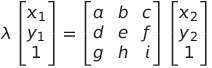 λ [x₁ y₁ 1] = [a b c d e f g h i] [x₂ y₂ 1]